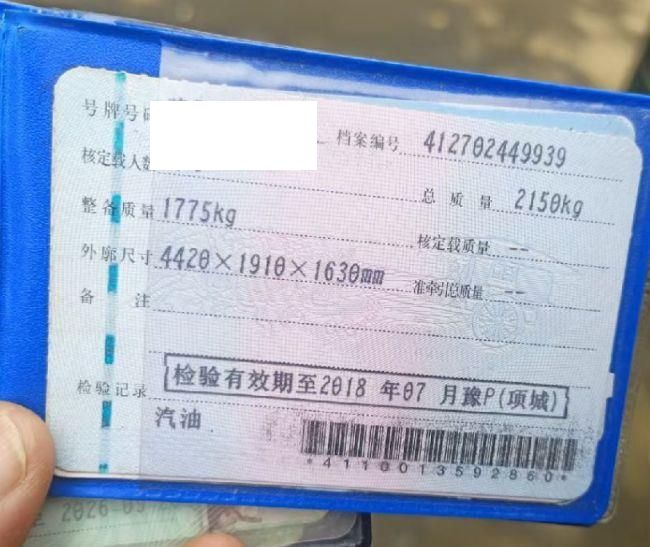 号牌号码
档案编号 412702449939
核定载人数
总质量 2150kg
整备质量 1775kg
核定载质量 --
外廓尺寸 4420×1910×1630mm
准牵引总质量 --
备注
检验记录 检验有效期至2018 年07 月豫P(项城)
汽油
*4110013592860*